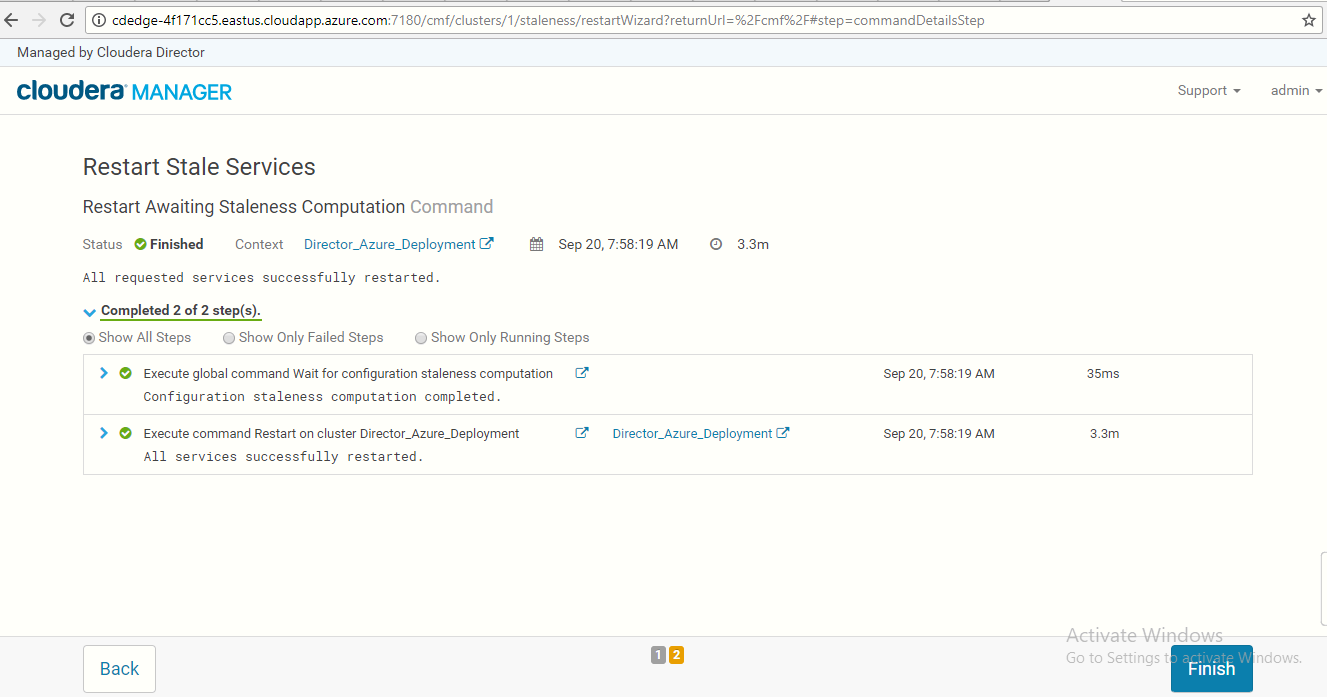 cdedge-4f171cc5.eastus.cloudapp.azure.com:7180/cmf/clusters/1/staleness/restartWizard?returnUrl=%2Fcmf%2F#step=commandDetailsStep
Managed by Cloudera Director
cloudera MANAGER
Support admin
Restart Stale Services
Restart Awaiting Staleness Computation Command
Status Finished Context Director_Azure_Deployment Sep 20, 7:58:19 AM 3.3m
All requested services successfully restarted.
Completed 2 of 2 step(s).
Show All Steps Show Only Failed Steps Show Only Running Steps
Execute global command Wait for configuration staleness computation Sep 20, 7:58:19 AM 35ms
Configuration staleness computation completed.
Execute command Restart on cluster Director_Azure_Deployment Director_Azure_Deployment Sep 20, 7:58:19 AM 3.3m
All services successfully restarted.
Activate Windows
Go to Settings to activate Windows.
Back 1 2 Finish